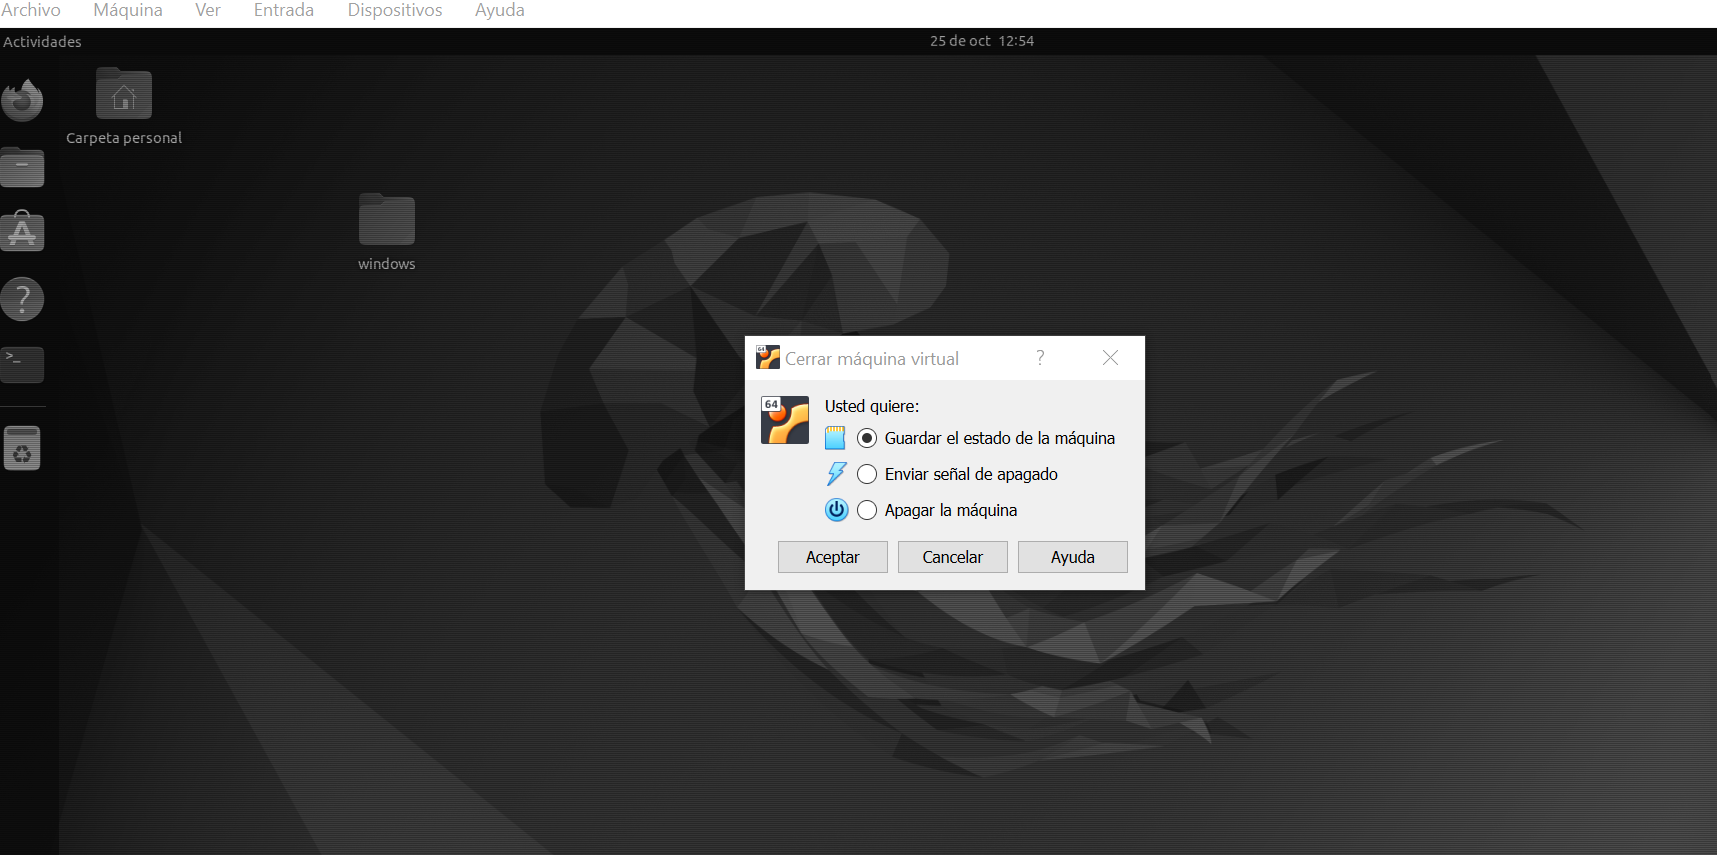 Archivo Máquina Ver Entrada Dispositivos Ayuda
Actividades 25 de oct 12:54
Carpeta personal
windows
64 Cerrar máquina virtual ?
64 Usted quiere:
Guardar el estado de la máquina
Enviar señal de apagado
Apagar la máquina
Aceptar Cancelar Ayuda
?
>_